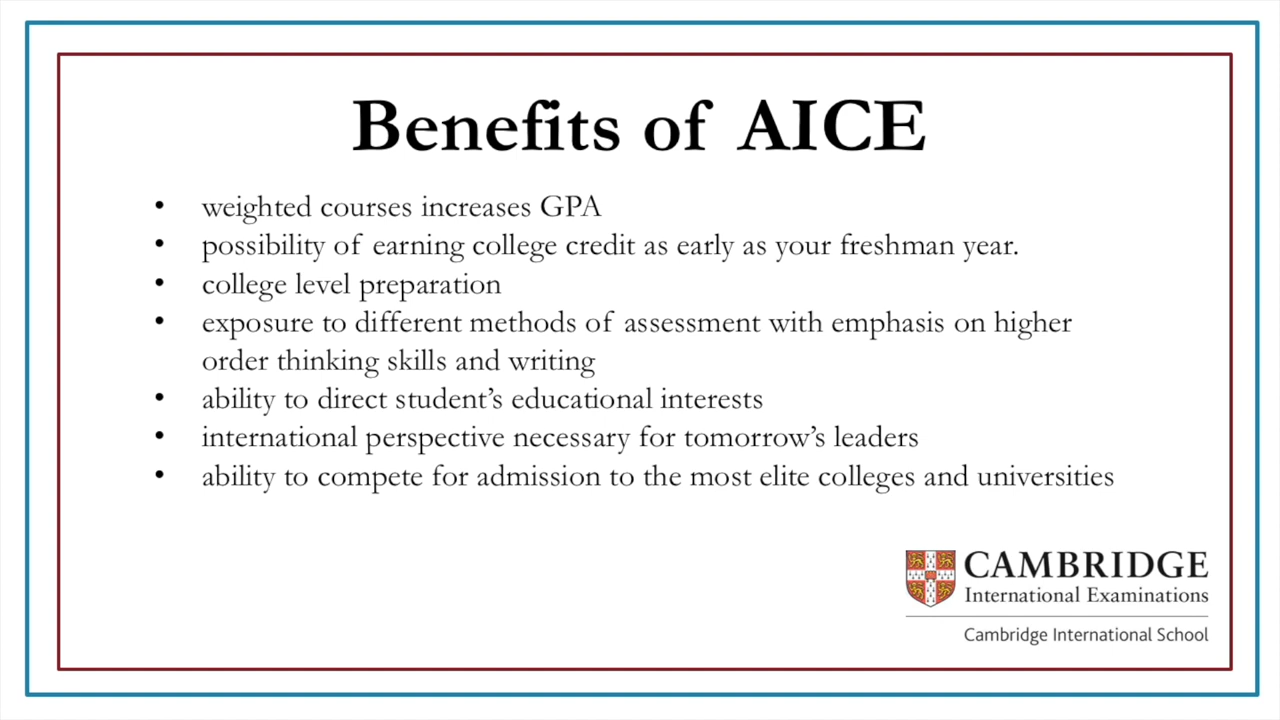 Benefits of AICE
• weighted courses increases GPA
• possibility of earning college credit as early as your freshman year.
• college level preparation
• exposure to different methods of assessment with emphasis on higher
order thinking skills and writing
• ability to direct student’s educational interests
• international perspective necessary for tomorrow’s leaders
• ability to compete for admission to the most elite colleges and universities
CAMBRIDGE
International Examinations
Cambridge International School